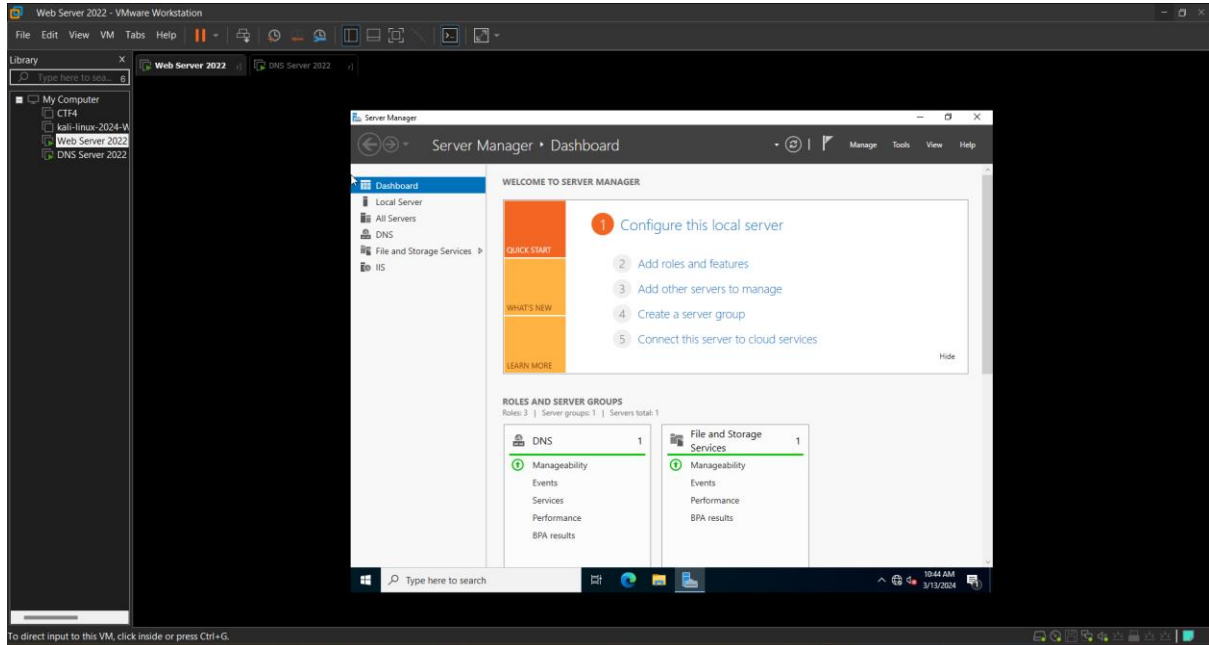 Web Server 2022 - VMware Workstation
File Edit View VM Tabs Help
Library X
Type here to sea... 6
My Computer
CTF4
kali-linux-2024-W
Web Server 2022
DNS Server 2022
Web Server 2022
DNS Server 2022
Server Manager
Server Manager • Dashboard
Manage Tools View Help
Dashboard
Local Server
All Servers
DNS
File and Storage Services
IIS
WELCOME TO SERVER MANAGER
QUICK START
WHAT'S NEW
LEARN MORE
1 Configure this local server
2 Add roles and features
3 Add other servers to manage
4 Create a server group
5 Connect this server to cloud services
Hide
ROLES AND SERVER GROUPS
Roles: 3 | Server groups: 1 | Servers total: 1
DNS 1
Manageability
Events
Services
Performance
BPA results
File and Storage
Services 1
Manageability
Events
Performance
BPA results
Type here to search
10:44 AM
3/13/2024
To direct input to this VM, click inside or press Ctrl+G.